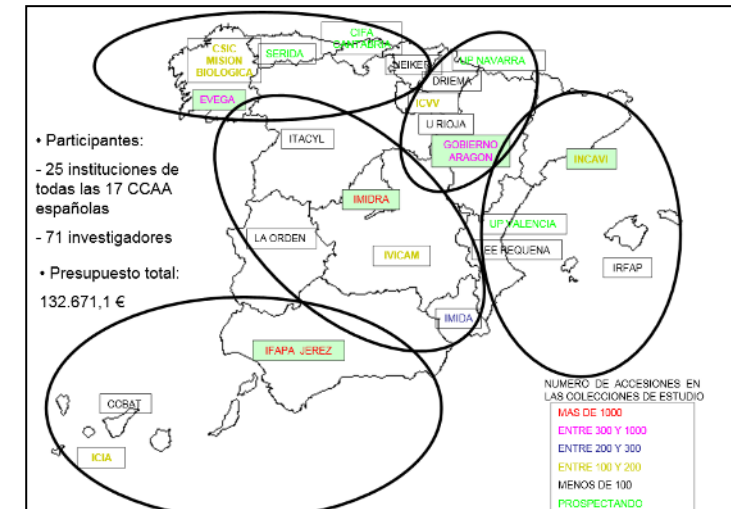 CIFA
CANTABRIA
CSIC
MISION
BIOLOGICA
SERIDA
NEIKER
UP NAVARRA
DRIEMA
EVEGA
ICVV
U RIOJA
• Participantes:
- 25 instituciones de
todas las 17 CCAA
españolas
- 71 investigadores
• Presupuesto total:
132.671,1 €
ITACYL
GOBIERNO
ARAGON
INCAVI
IMIDRA
UP VALENCIA
LA ORDEN
IVICAM
EE REQUENA
IRFAP
IMIDA
IFAPA JEREZ
CCBAT
ICIA
NUMERO DE ACCESIONES EN
LAS COLECCIONES DE ESTUDIO
MAS DE 1000
ENTRE 300 Y 1000
ENTRE 200 Y 300
ENTRE 100 Y 200
MENOS DE 100
PROSPECTANDO